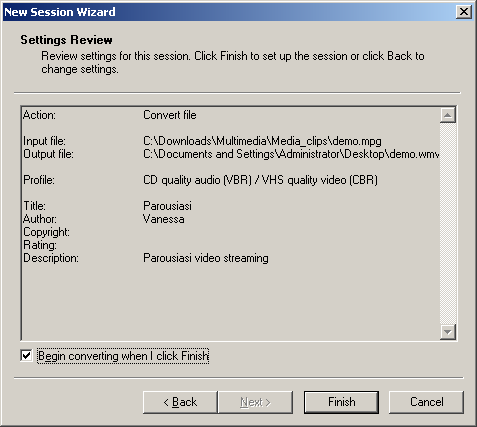 New Session Wizard
Settings Review
Review settings for this session. Click Finish to set up the session or click Back to
change settings.
Action: Convert file
Input file: C:\Downloads\Multimedia\Media_clips\demo.mpg
Output file: C:\Documents and Settings\Administrator\Desktop\demo.wmv
Profile: CD quality audio (VBR) / VHS quality video (CBR)
Title: Parousiasi
Author: Vanessa
Copyright:
Rating:
Description: Parousiasi video streaming
Begin converting when I click Finish
< Back Next > Finish Cancel